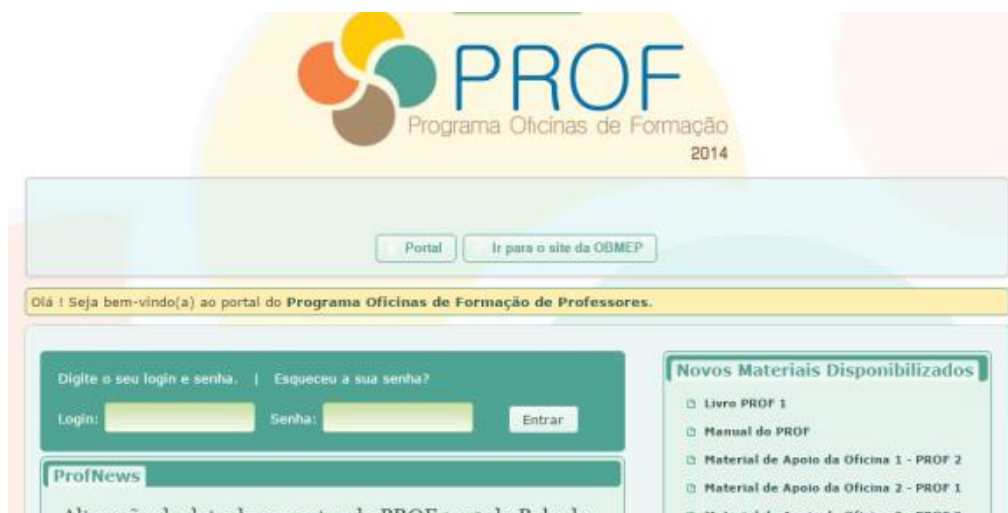 PROF
Programa Oficinas de Formação
2014
Portal
Ir para o site da OBMEP
Olá ! Seja bem-vindo(a) ao portal do Programa Oficinas de Formação de Professores.
Digite o seu login e senha. | Esqueceu a sua senha?
Login:
Senha:
Entrar
ProfNews
Novos Materiais Disponibilizados
Livro PROF 1
Manual do PROF
Material de Apoio da Oficina 1 - PROF 2
Material de Apoio da Oficina 2 - PROF 1